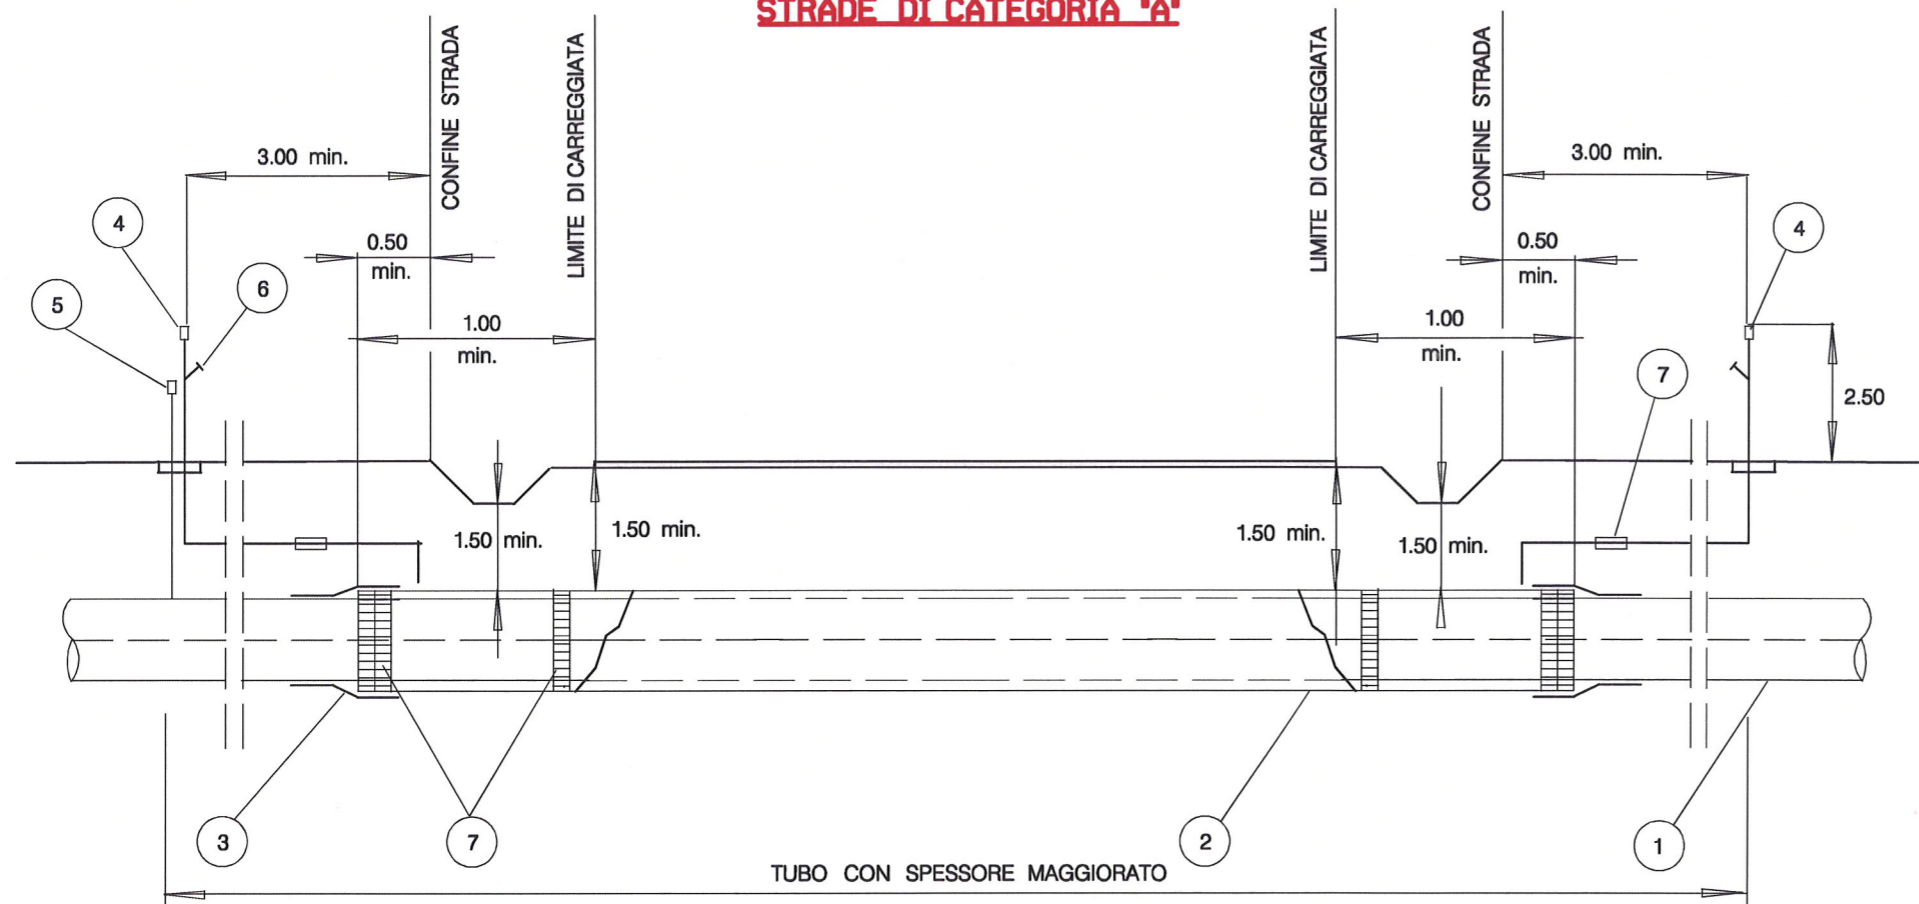 STRADE DI CATEGORIA "A"
CONFINE STRADA
LIMITE DI CARREGGIATA
LIMITE DI CARREGGIATA
CONFINE STRADA
3.00 min.
3.00 min.
4
4
0.50
min.
0.50
min.
6
5
1.00
min.
1.00
min.
7
2.50
1.50 min.
1.50 min.
1.50 min.
1.50 min.
3
7
2
1
TUBO CON SPESSORE MAGGIORATO